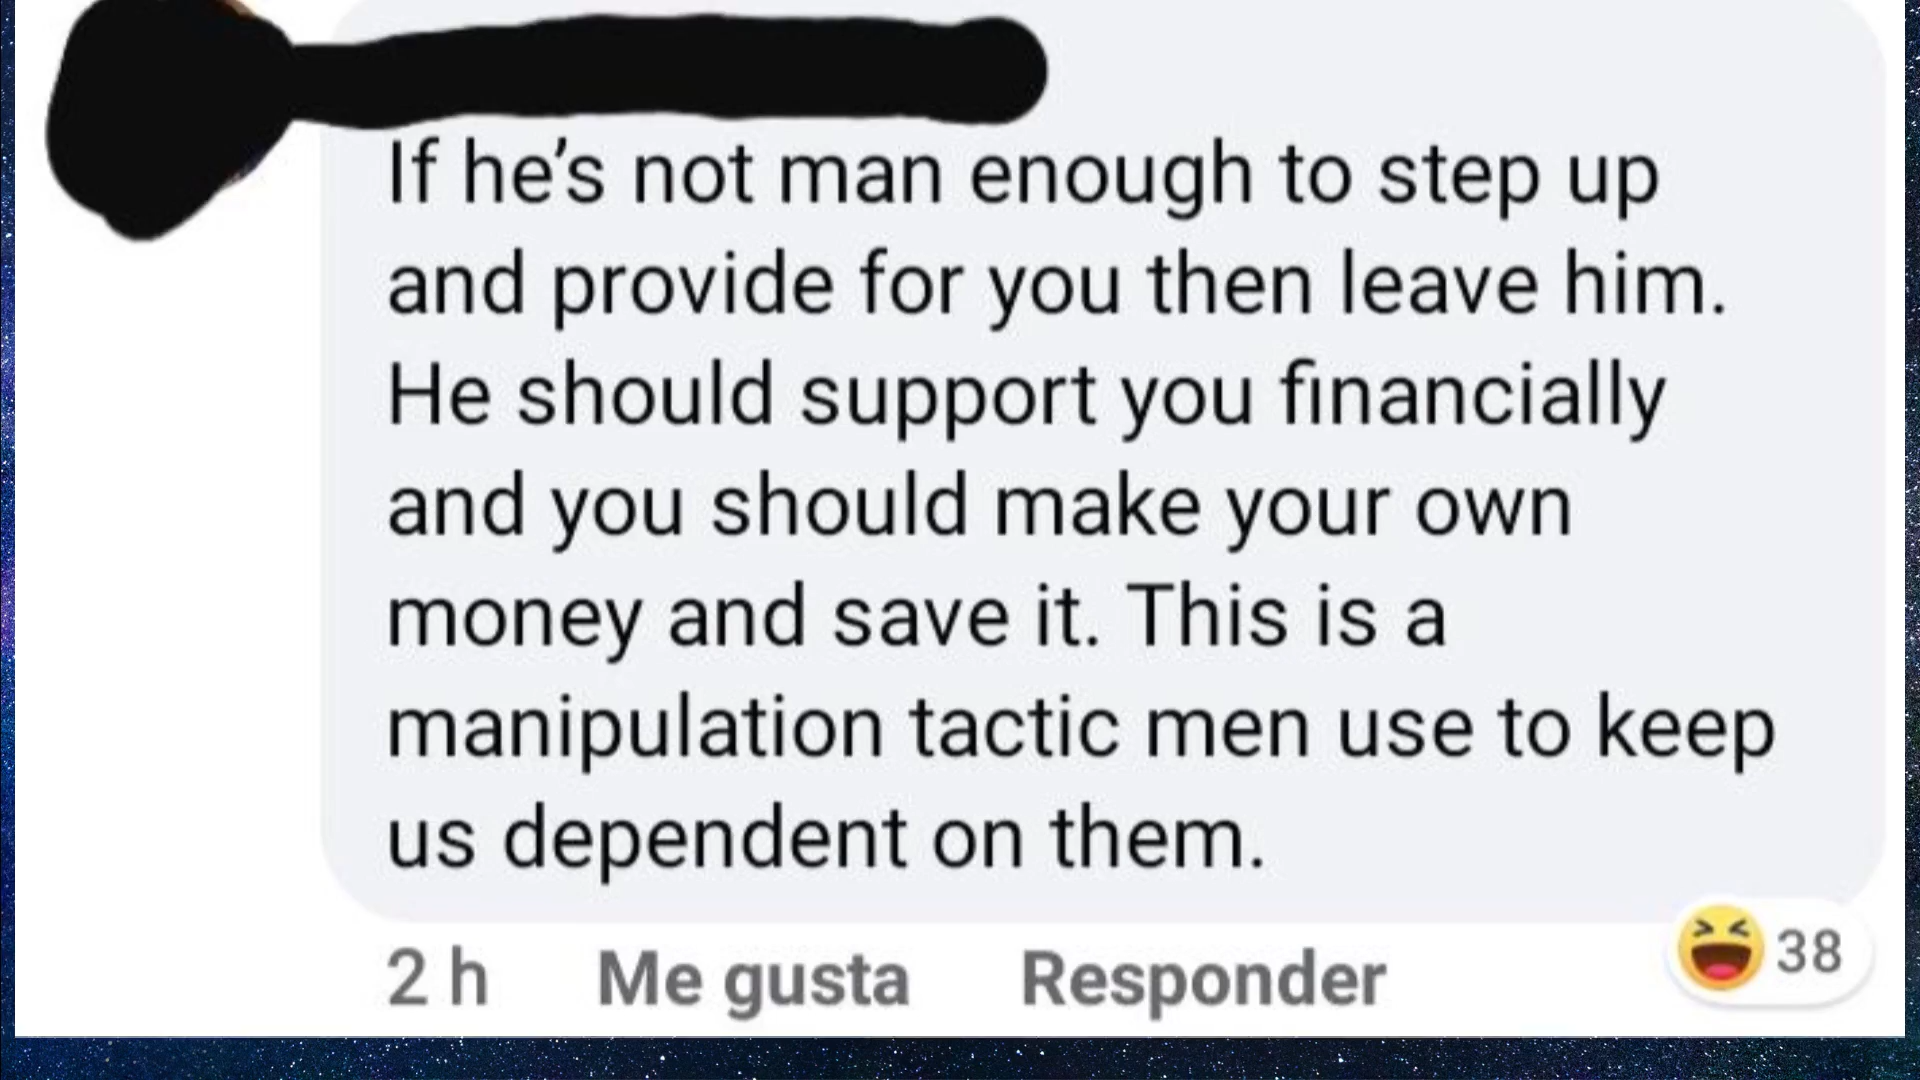 If he’s not man enough to step up
and provide for you then leave him.
He should support you financially
and you should make your own
money and save it. This is a
manipulation tactic men use to keep
us dependent on them.
2 h Me gusta Responder 38